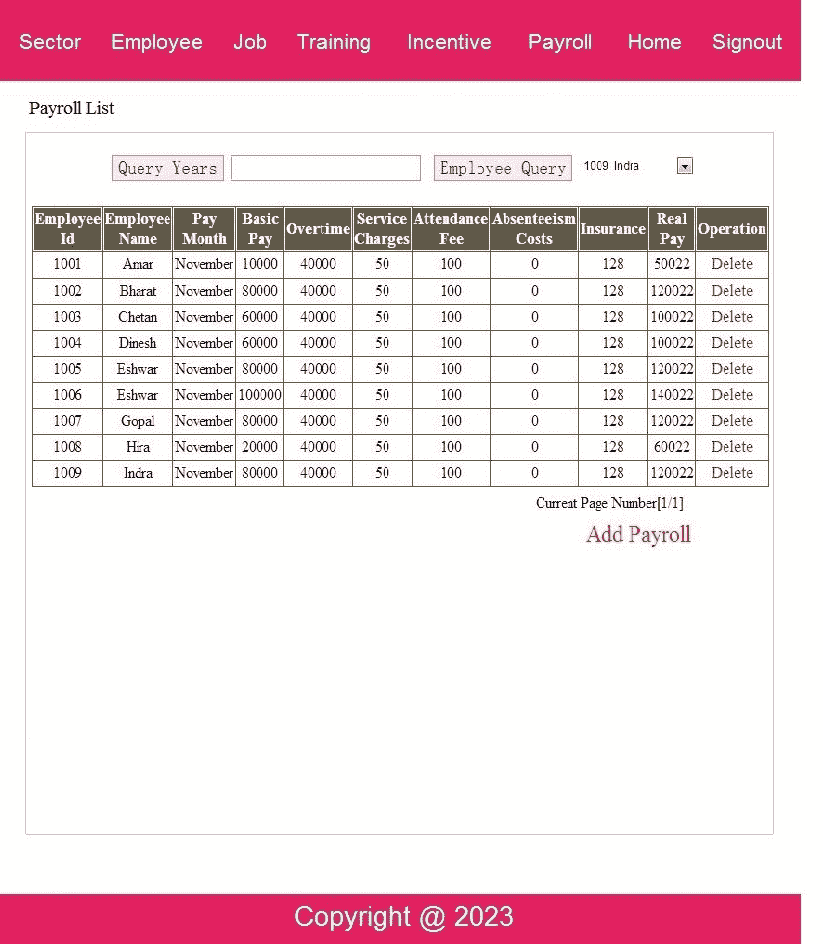 Sector Employee Job Training Incentive Payroll Home Signout
Payroll List
Query Years Employee Query 1009 Indra
Employee Id Employee Name Pay Month Basic Pay Overtime Service Charges Attendance Fee Absenteeism Costs Insurance Real Pay Operation
1001 Amar November 10000 40000 50 100 0 128 50022 Delete
1002 Bharat November 80000 40000 50 100 0 128 120022 Delete
1003 Chetan November 60000 40000 50 100 0 128 100022 Delete
1004 Dinesh November 60000 40000 50 100 0 128 100022 Delete
1005 Eshwar November 80000 40000 50 100 0 128 120022 Delete
1006 Eshwar November 100000 40000 50 100 0 128 140022 Delete
1007 Gopal November 80000 40000 50 100 0 128 120022 Delete
1008 Hira November 20000 40000 50 100 0 128 60022 Delete
1009 Indra November 80000 40000 50 100 0 128 120022 Delete
Current Page Number[1/1]
Add Payroll
Copyright @ 2023